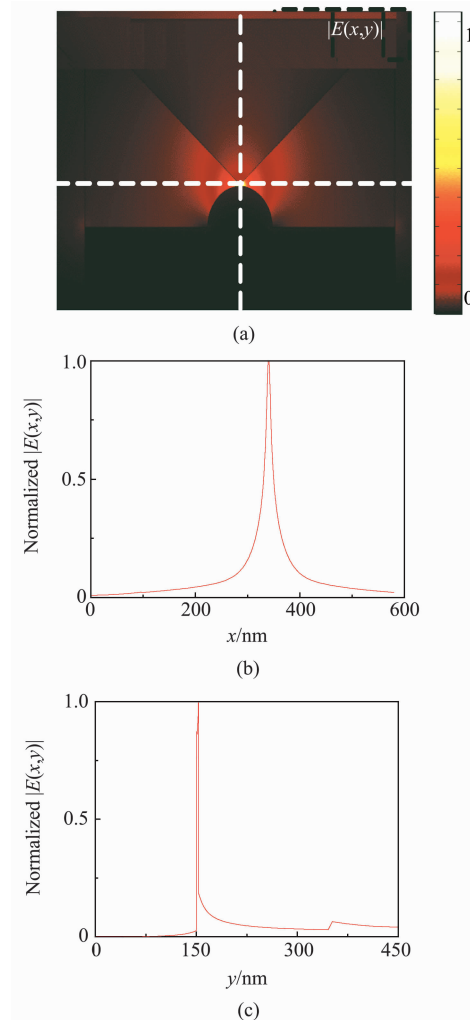 |E(x,y)|
1
0
(a)
1.0
0.5
0
Normalized |E(x,y)|
0
200
400
600
x/nm
(b)
1.0
0.5
0
Normalized |E(x,y)|
0
150
300
450
y/nm
(c)